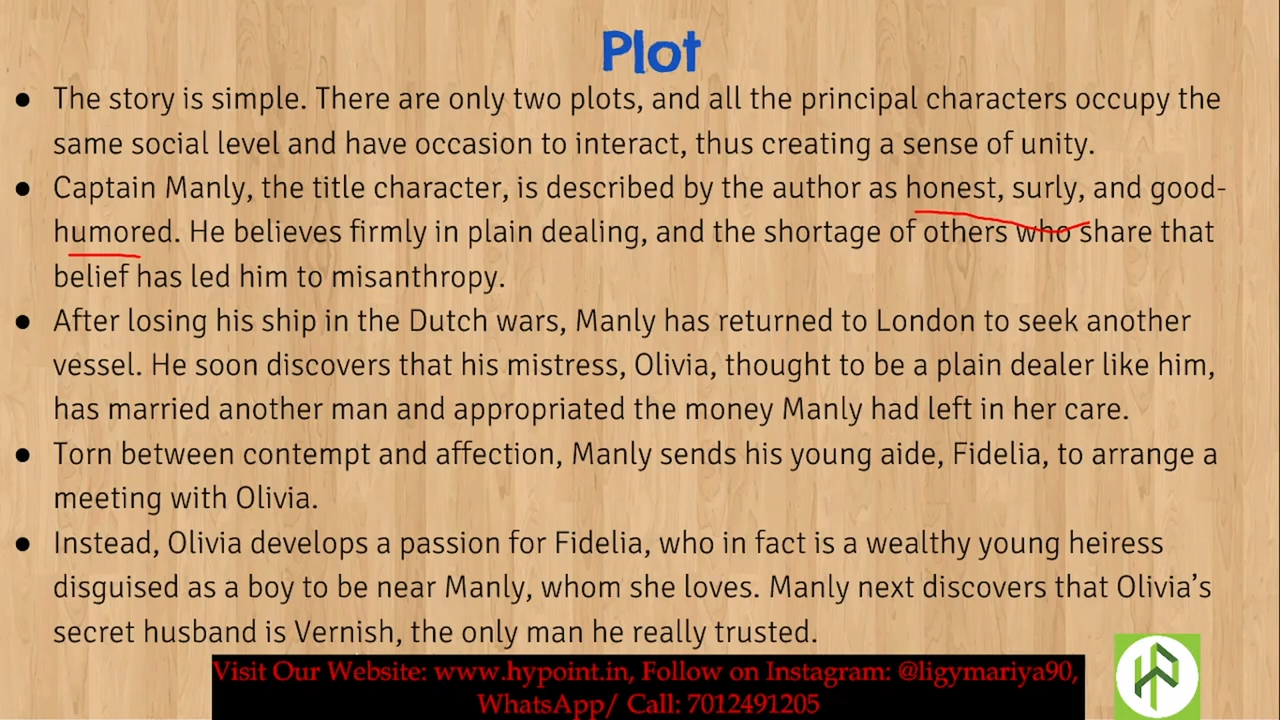 Plot
● The story is simple. There are only two plots, and all the principal characters occupy the
same social level and have occasion to interact, thus creating a sense of unity.
● Captain Manly, the title character, is described by the author as honest, surly, and good-
humored. He believes firmly in plain dealing, and the shortage of others who share that
belief has led him to misanthropy.
● After losing his ship in the Dutch wars, Manly has returned to London to seek another
vessel. He soon discovers that his mistress, Olivia, thought to be a plain dealer like him,
has married another man and appropriated the money Manly had left in her care.
● Torn between contempt and affection, Manly sends his young aide, Fidelia, to arrange a
meeting with Olivia.
● Instead, Olivia develops a passion for Fidelia, who in fact is a wealthy young heiress
disguised as a boy to be near Manly, whom she loves. Manly next discovers that Olivia’s
secret husband is Vernish, the only man he really trusted.
Visit Our Website: www.hypoint.in, Follow on Instagram: @ligymariya90,
WhatsApp/ Call: 7012491205